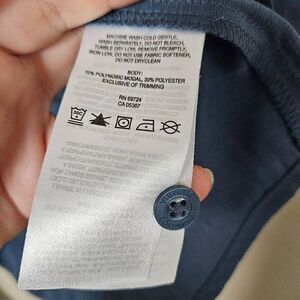 MACHINE WASH COLD GENTLE,
WASH SEPARATELY, DO NOT BLEACH,
TUMBLE DRY LOW, REMOVE PROMPTLY,
IRON LOW, DO NOT USE FABRIC SOFTENER,
DO NOT DRYCLEAN
BODY:
70% POLYNOSIC MODAL, 30% POLYESTER
EXCLUSIVE OF TRIMMING
RN 69724
CA 05367